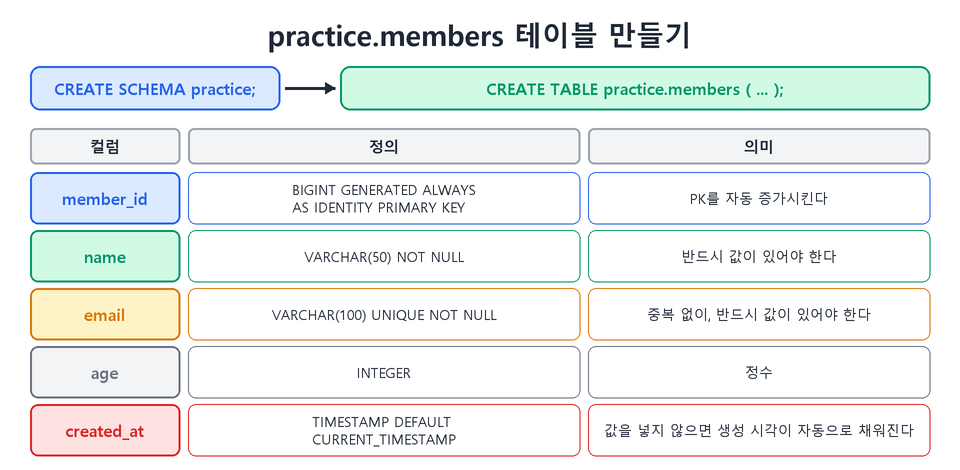 practice.members 테이블 만들기
CREATE SCHEMA practice;
CREATE TABLE practice.members ( ... );
컬럼
정의
의미
member_id
BIGINT GENERATED ALWAYS
AS IDENTITY PRIMARY KEY
PK를 자동 증가시킨다
name
VARCHAR(50) NOT NULL
반드시 값이 있어야 한다
email
VARCHAR(100) UNIQUE NOT NULL
중복 없이, 반드시 값이 있어야 한다
age
INTEGER
정수
created_at
TIMESTAMP DEFAULT
CURRENT_TIMESTAMP
값을 넣지 않으면 생성 시각이 자동으로 채워진다